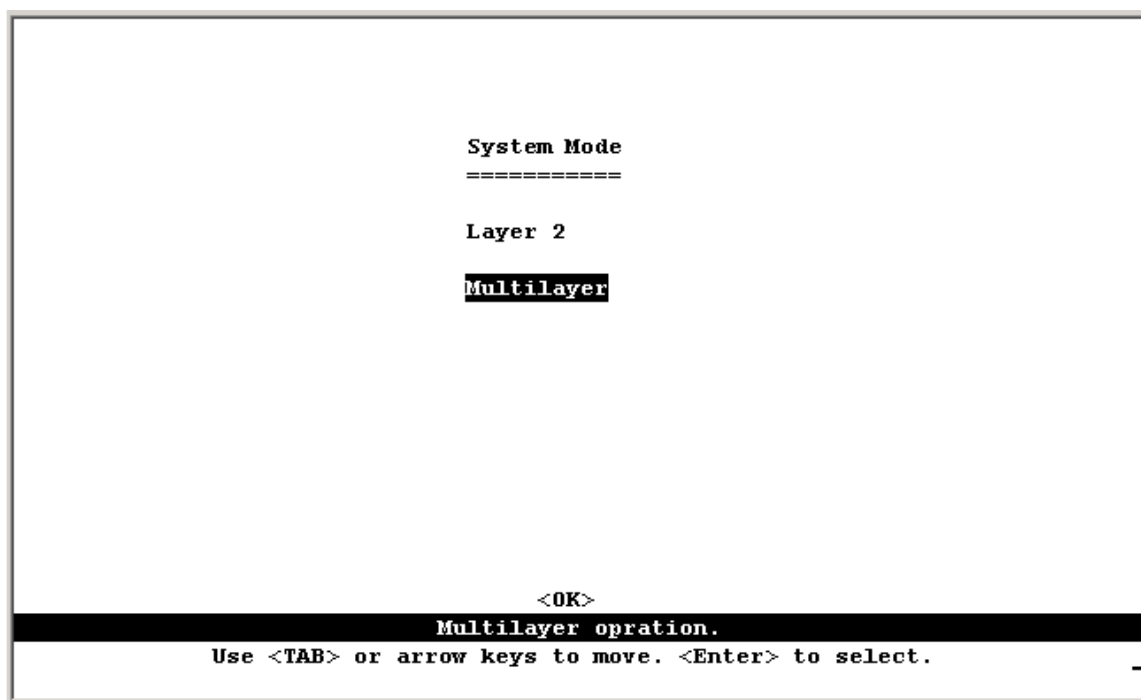 System Mode
===========
Layer 2
Multilayer
<OK>
Multilayer opration.
Use <TAB> or arrow keys to move. <Enter> to select.